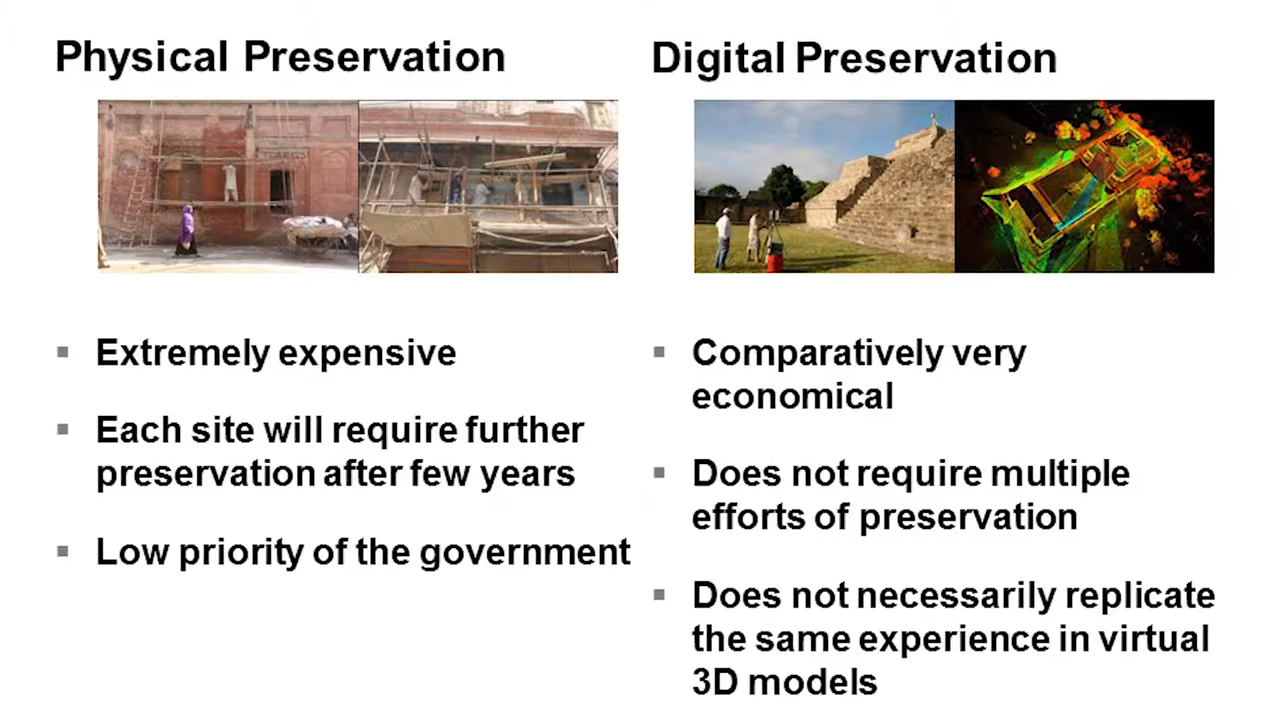 Physical Preservation
Extremely expensive
Each site will require further
preservation after few years
Low priority of the government
Digital Preservation
Comparatively very
economical
Does not require multiple
efforts of preservation
Does not necessarily replicate
the same experience in virtual
3D models